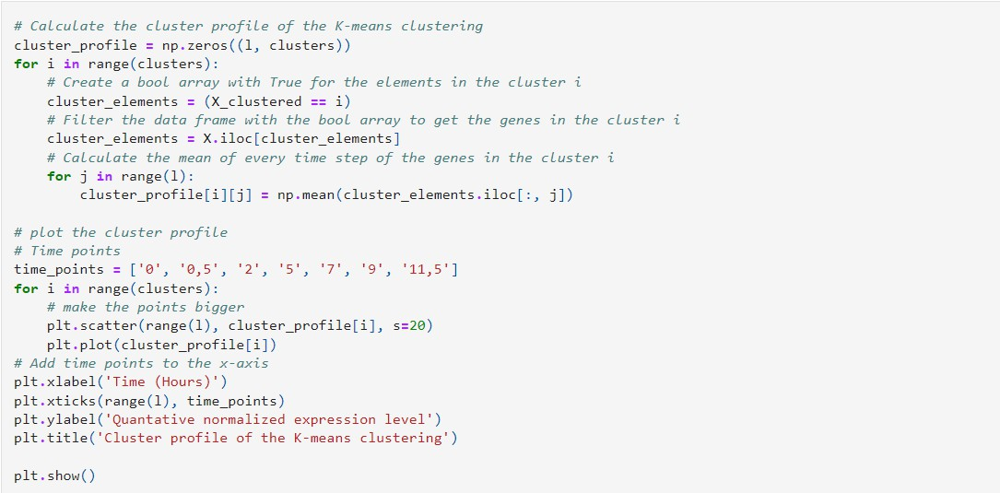 # Calculate the cluster profile of the K-means clustering
cluster_profile = np.zeros((l, clusters))
for i in range(clusters):
    # Create a bool array with True for the elements in the cluster i
    cluster_elements = (X_clustered == i)
    # Filter the data frame with the bool array to get the genes in the cluster i
    cluster_elements = X.iloc[cluster_elements]
    # Calculate the mean of every time step of the genes in the cluster i
    for j in range(l):
        cluster_profile[i][j] = np.mean(cluster_elements.iloc[:, j])

# plot the cluster profile
# Time points
time_points = ['0', '0,5', '2', '5', '7', '9', '11,5']
for i in range(clusters):
    # make the points bigger
    plt.scatter(range(l), cluster_profile[i], s=20)
    plt.plot(cluster_profile[i])
# Add time points to the x-axis
plt.xlabel('Time (Hours)')
plt.xticks(range(l), time_points)
plt.ylabel('Quantative normalized expression level')
plt.title('Cluster profile of the K-means clustering')

plt.show()